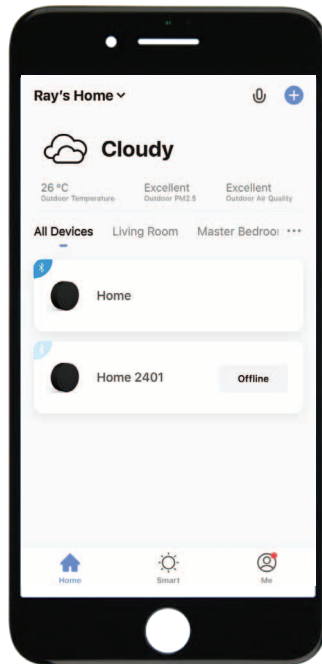 Ray's Home
Cloudy
26 °C Excellent Excellent
Outdoor Temperature Outdoor PM2.5 Outdoor Air Quality
All Devices Living Room Master Bedroo
Home
Home 2401 Offline
Home Smart Me